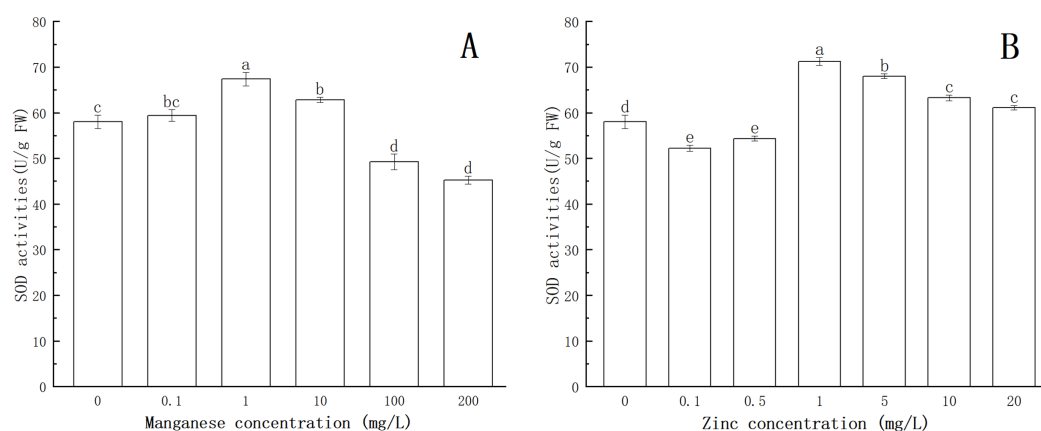 A
SOD activities(U/g FW)
80
70
60
50
40
30
20
10
0
c
bc
a
b
d
d
0 0.1 1 10 100 200
Manganese concentration (mg/L)
B
SOD activities(U/g FW)
80
70
60
50
40
30
20
10
0
d
e
e
a
b
c
c
0 0.1 0.5 1 5 10 20
Zinc concentration (mg/L)